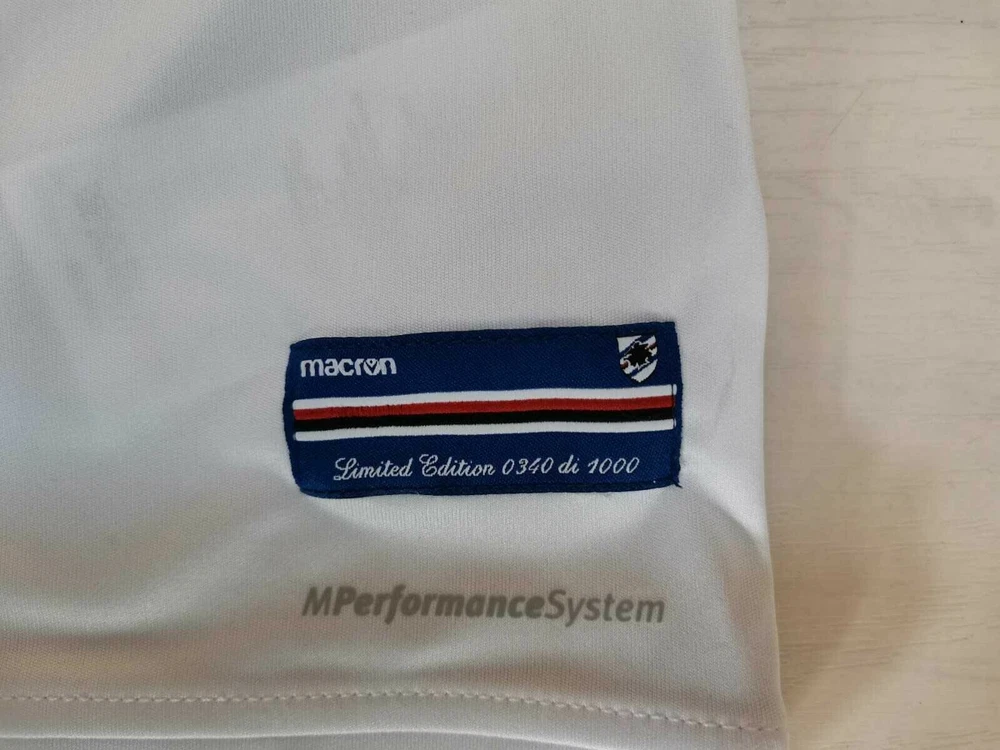 macron
Limited Edition 0340 di 1000
MPerformanceSystem